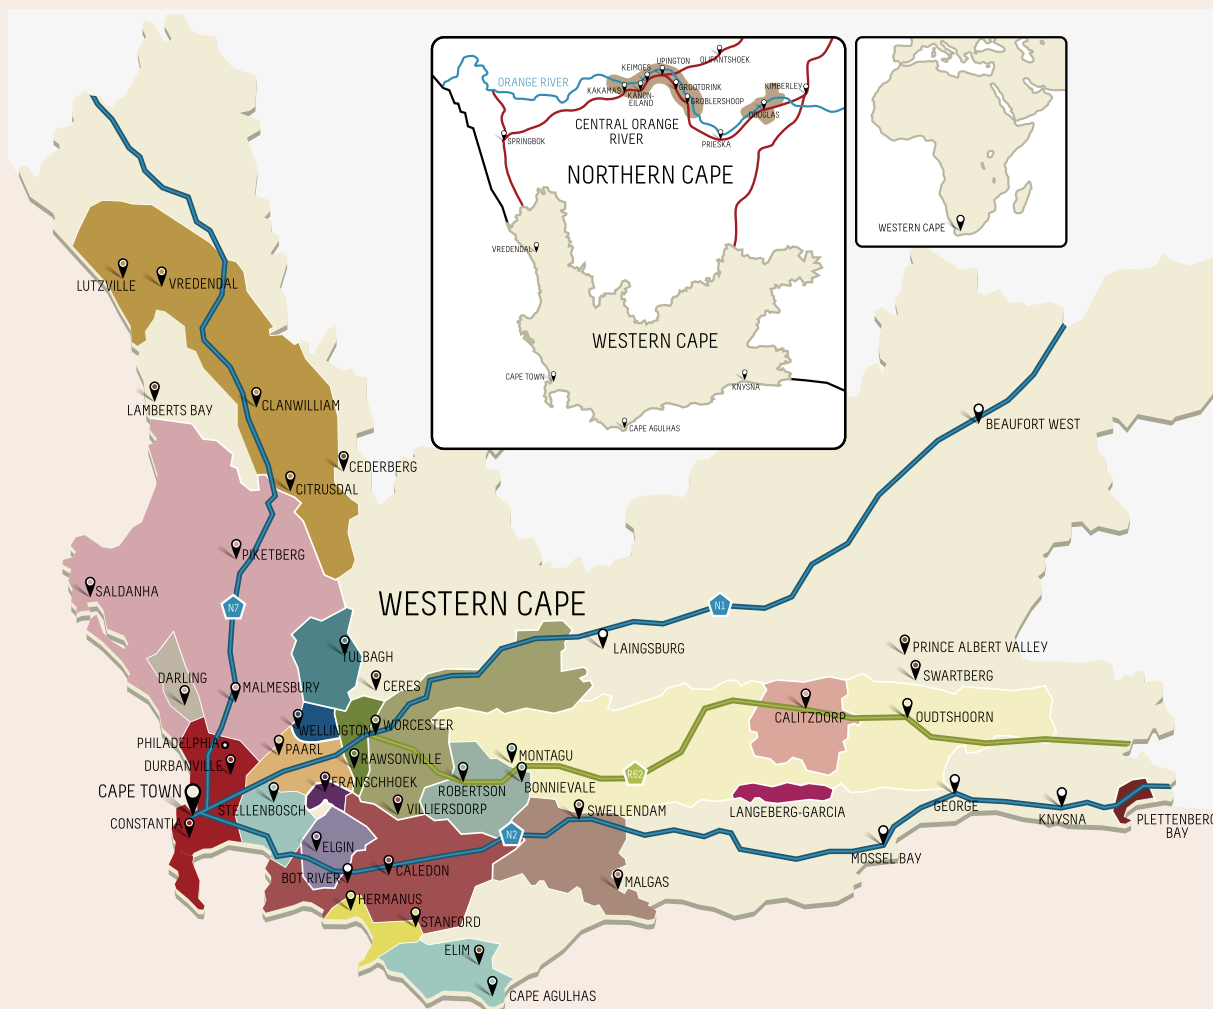 ORANGE RIVER
KEIMOES
UPINGTON
OLIFANTSHOEK
KAKAMAS
KANON-
EILAND
GROOTDRINK
GROBLERSHOOP
KIMBERLEY
DOUGLAS
PRIESKA
SPRINGBOK
CENTRAL ORANGE
RIVER
NORTHERN CAPE
VREDENDAL
WESTERN CAPE
CAPE TOWN
KNYSNA
CAPE AGULHAS
WESTERN CAPE
LUTZVILLE
VREDENDAL
LAMBERTS BAY
CLANWILLIAM
BEAUFORT WEST
CEDERBERG
CITRUSDAL
PIKETBERG
SALDANHA
N7
WESTERN CAPE
N1
LAINGSBURG
PRINCE ALBERT VALLEY
SWARTBERG
TULBAGH
DARLING
CERES
MALMESBURY
CALITZDORP
OUDTSHOORN
WELLINGTON
WORCESTER
PHILADELPHIA
PAARL
DURBANVILLE
RAWSONVILLE
MONTAGU
R62
CAPE TOWN
FRANSCHHOEK
ROBERTSON
BONNIEVALE
STELLENBOSCH
VILLIERSDORP
SWELLENDAM
LANGEBERG-GARCIA
GEORGE
KNYSNA
PLETTENBERG
BAY
CONSTANTIA
N2
ELGIN
MOSSEL BAY
BOT RIVER
CALEDON
MALGAS
HERMANUS
STANFORD
ELIM
CAPE AGULHAS